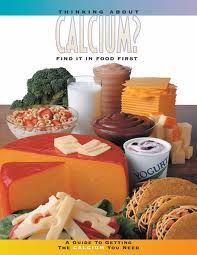 THINKING ABOUT
CALCIUM?
FIND IT IN FOOD FIRST
YOGURT
A GUIDE TO GETTING
THE CALCIUM YOU NEED